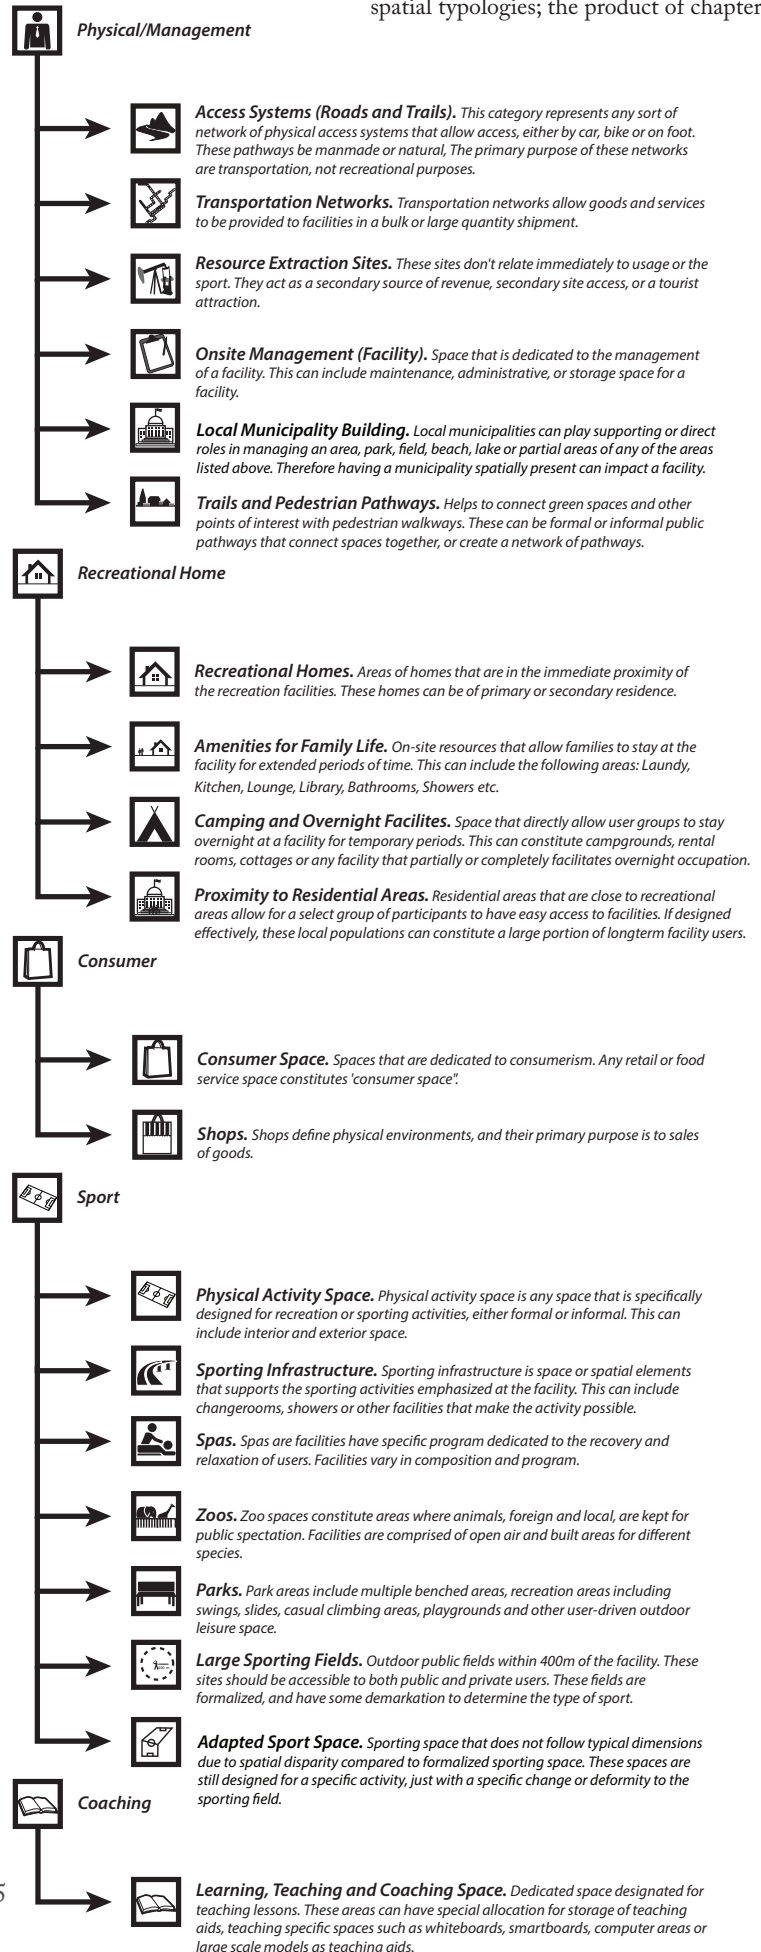 spatial typologies; the product of chapter
Physical/Management
Access Systems (Roads and Trails). This category represents any sort of
network of physical access systems that allow access, either by car, bike or on foot.
These pathways be manmade or natural, The primary purpose of these networks
are transportation, not recreational purposes.
Transportation Networks. Transportation networks allow goods and services
to be provided to facilities in a bulk or large quantity shipment.
Resource Extraction Sites. These sites don't relate immediately to usage or the
sport. They act as a secondary source of revenue, secondary site access, or a tourist
attraction.
Onsite Management (Facility). Space that is dedicated to the management
of a facility. This can include maintenance, administrative, or storage space for a
facility.
Local Municipality Building. Local municipalities can play supporting or direct
roles in managing an area, park, field, beach, lake or partial areas of any of the areas
listed above. Therefore having a municipality spatially present can impact a facility.
Trails and Pedestrian Pathways. Helps to connect green spaces and other
points of interest with pedestrian walkways. These can be formal or informal public
pathways that connect spaces together, or create a network of pathways.
Recreational Home
Recreational Homes. Areas of homes that are in the immediate proximity of
the recreation facilities. These homes can be of primary or secondary residence.
Amenities for Family Life. On-site resources that allow families to stay at the
facility for extended periods of time. This can include the following areas: Laundy,
Kitchen, Lounge, Library, Bathrooms, Showers etc.
Camping and Overnight Facilites. Space that directly allow user groups to stay
overnight at a facility for temporary periods. This can constitute campgrounds, rental
rooms, cottages or any facility that partially or completely facilitates overnight occupation.
Proximity to Residential Areas. Residential areas that are close to recreational
areas allow for a select group of participants to have easy access to facilities. If designed
effectively, these local populations can constitute a large portion of longterm facility users.
Consumer
Consumer Space. Spaces that are dedicated to consumerism. Any retail or food
service space constitutes 'consumer space".
Shops. Shops define physical environments, and their primary purpose is to sales
of goods.
Sport
Physical Activity Space. Physical activity space is any space that is specifically
designed for recreation or sporting activities, either formal or informal. This can
include interior and exterior space.
Sporting Infrastructure. Sporting infrastructure is space or spatial elements
that supports the sporting activities emphasized at the facility. This can include
changerooms, showers or other facilities that make the activity possible.
Spas. Spas are facilities have specific program dedicated to the recovery and
relaxation of users. Facilities vary in composition and program.
Zoos. Zoo spaces constitute areas where animals, foreign and local, are kept for
public spectation. Facilities are comprised of open air and built areas for different
species.
Parks. Park areas include multiple benched areas, recreation areas including
swings, slides, casual climbing areas, playgrounds and other user-driven outdoor
leisure space.
Large Sporting Fields. Outdoor public fields within 400m of the facility. These
sites should be accessible to both public and private users. These fields are
formalized, and have some demarkation to determine the type of sport.
Adapted Sport Space. Sporting space that does not follow typical dimensions
due to spatial disparity compared to formalized sporting space. These spaces are
still designed for a specific activity, just with a specific change or deformity to the
sporting field.
Coaching
5
Learning, Teaching and Coaching Space. Dedicated space designated for
teaching lessons. These areas can have special allocation for storage of teaching
aids, teaching specific spaces such as whiteboards, smartboards, computer areas or
large scale models as teaching aids.